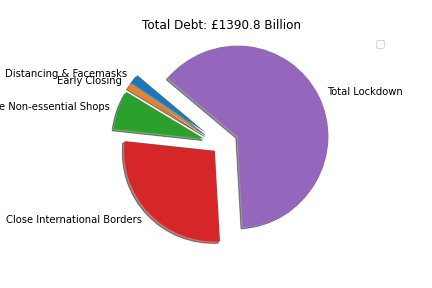 Total Debt: £1390.8 Billion
Distancing & Facemasks
Early Closing
Total Lockdown
e Non-essential Shops
Close International Borders